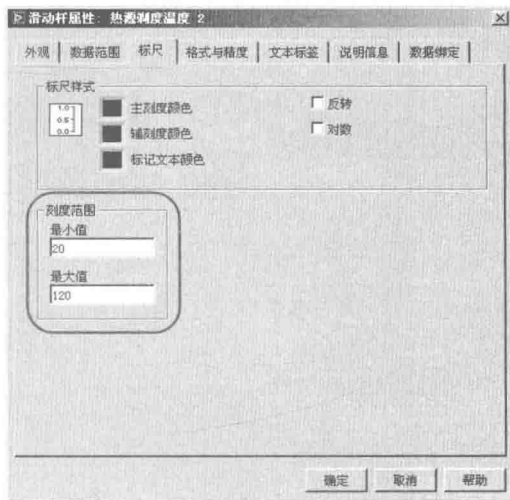 滑动杆属性: 热源剃度温度 2
外观 数据范围 标尺 格式与精度 文本标签 说明信息 数据绑定
标尺样式
1.0
0.5
0.0
主刻度颜色
辅刻度颜色
标记文本颜色
反转
对数
刻度范围
最小值
20
最大值
120
确定 取消 帮助